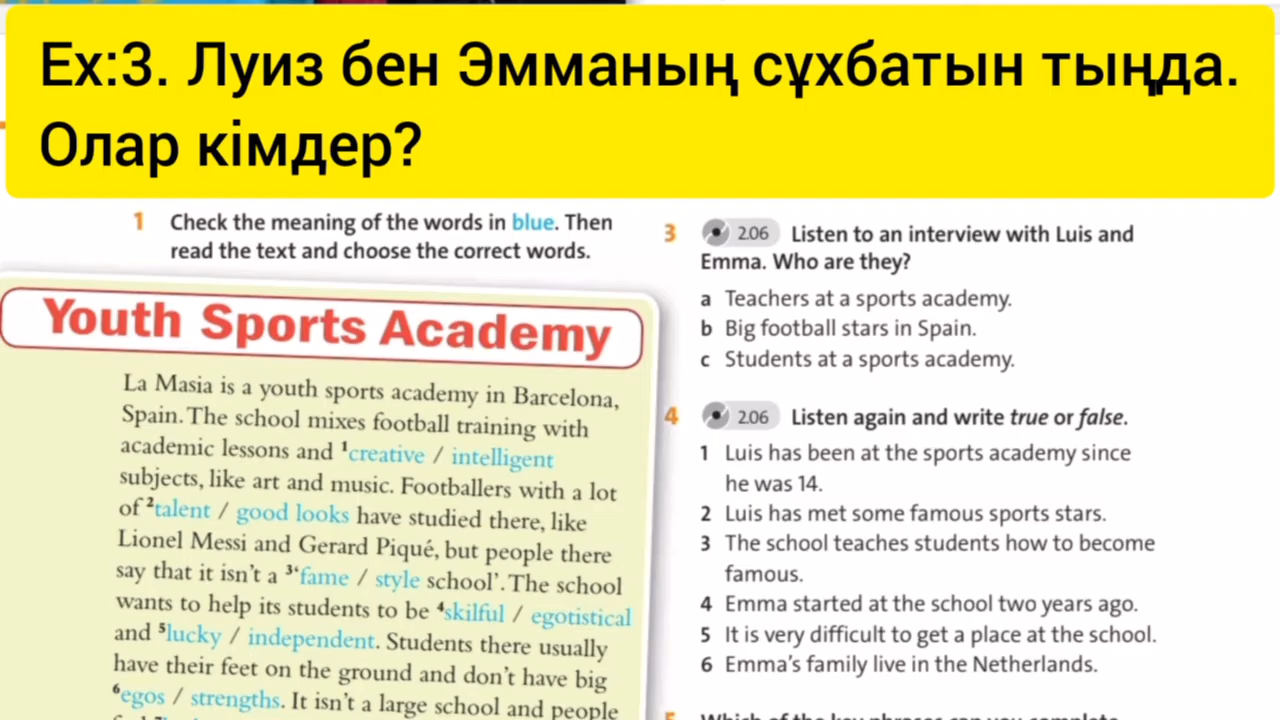 Ex:3. Луиз бен Эмманың сұхбатын тыңда.
Олар кімдер?
1 Check the meaning of the words in blue. Then
read the text and choose the correct words.
Youth Sports Academy
La Masia is a youth sports academy in Barcelona,
Spain. The school mixes football training with
academic lessons and ¹creative / intelligent
subjects, like art and music. Footballers with a lot
of ²talent / good looks have studied there, like
Lionel Messi and Gerard Piqué, but people there
say that it isn't a ³'fame / style school'. The school
wants to help its students to be ⁴skilful / egotistical
and ⁵lucky / independent. Students there usually
have their feet on the ground and don't have big
⁶egos / strengths. It isn't a large school and people
3 2.06 Listen to an interview with Luis and
Emma. Who are they?
a Teachers at a sports academy.
b Big football stars in Spain.
c Students at a sports academy.
4 2.06 Listen again and write true or false.
1 Luis has been at the sports academy since
he was 14.
2 Luis has met some famous sports stars.
3 The school teaches students how to become
famous.
4 Emma started at the school two years ago.
5 It is very difficult to get a place at the school.
6 Emma's family live in the Netherlands.
5 Which of the key phrases can you complete